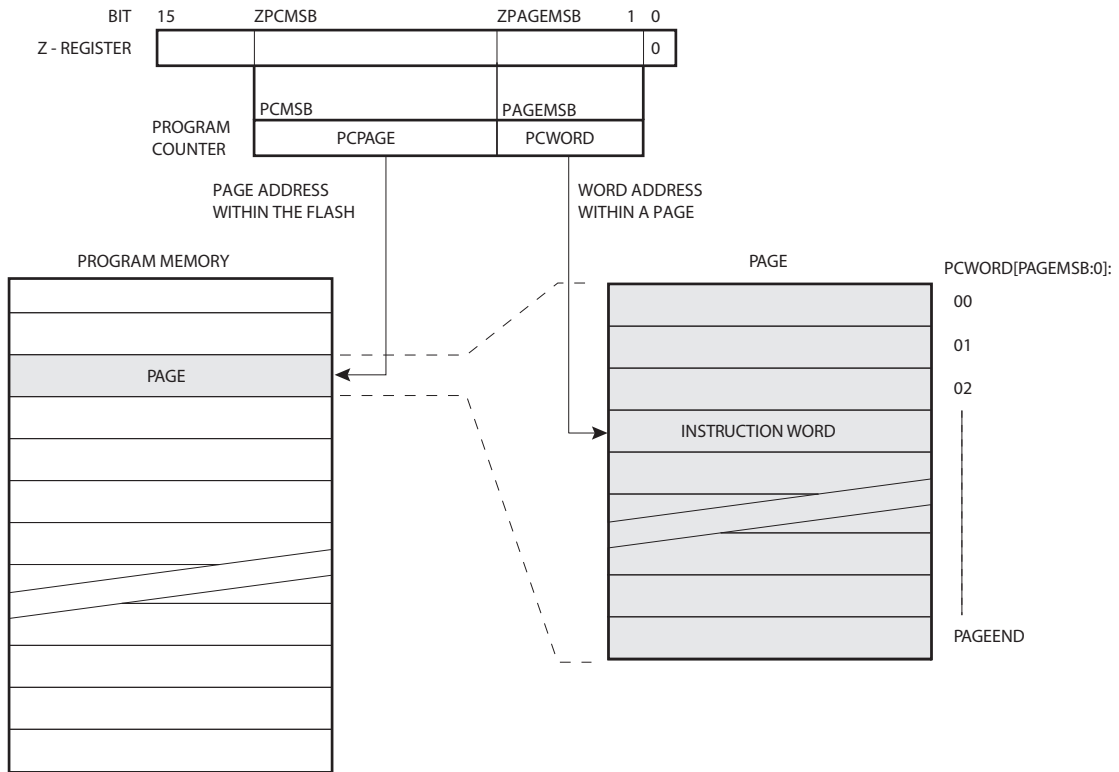 BIT 15 ZPCMSB ZPAGEMSB 1 0
Z - REGISTER 0
PCMSB PAGEMSB
PROGRAM
COUNTER
PCPAGE PCWORD
PAGE ADDRESS
WITHIN THE FLASH
WORD ADDRESS
WITHIN A PAGE
PROGRAM MEMORY
PAGE
PAGE
PCWORD[PAGEMSB:0]:
00
01
02
INSTRUCTION WORD
PAGEEND